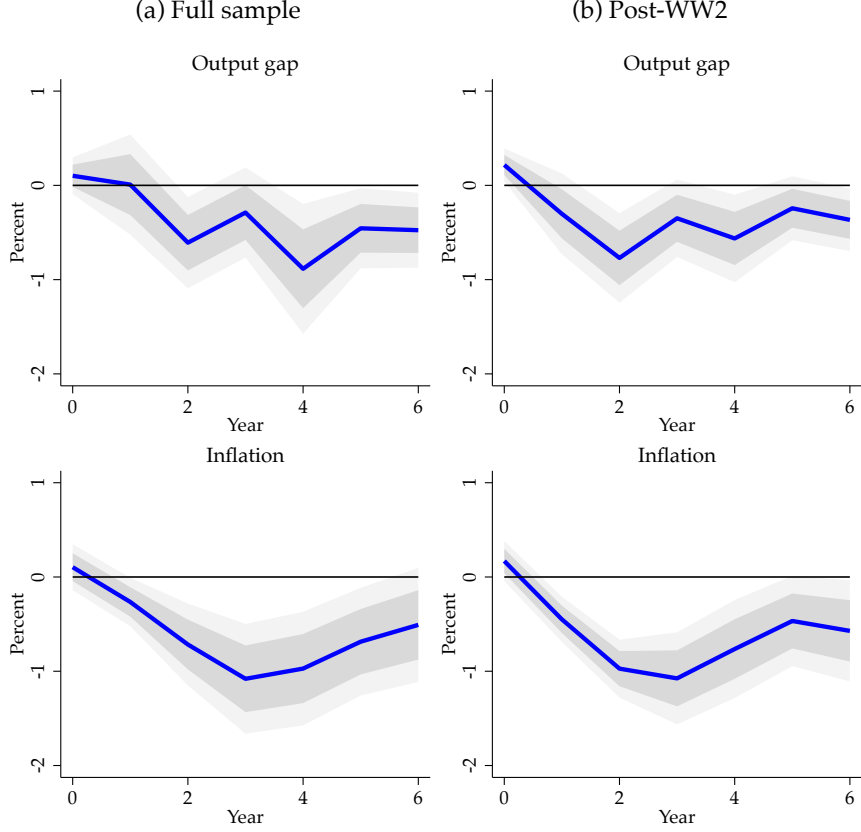 (a) Full sample
(b) Post-WW2
Output gap
Percent
1
0
-1
-2
0
2
4
6
Year
Output gap
Percent
1
0
-1
-2
0
2
4
6
Year
Inflation
Percent
1
0
-1
-2
0
2
4
6
Year
Inflation
Percent
1
0
-1
-2
0
2
4
6
Year